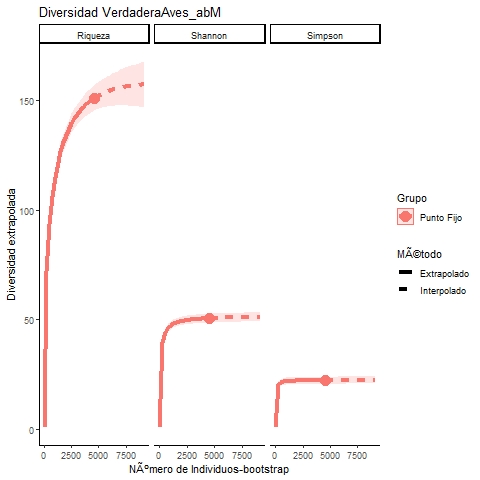 Diversidad VerdaderaAves_abM
Riqueza
Shannon
Simpson
150
100
50
0
Diversidad extrapolada
0 2500 5000 7500
0 2500 5000 7500
0 2500 5000 7500
NÃºmero de Individuos-bootstrap
Grupo
Punto Fijo
MÃ©todo
Extrapolado
Interpolado